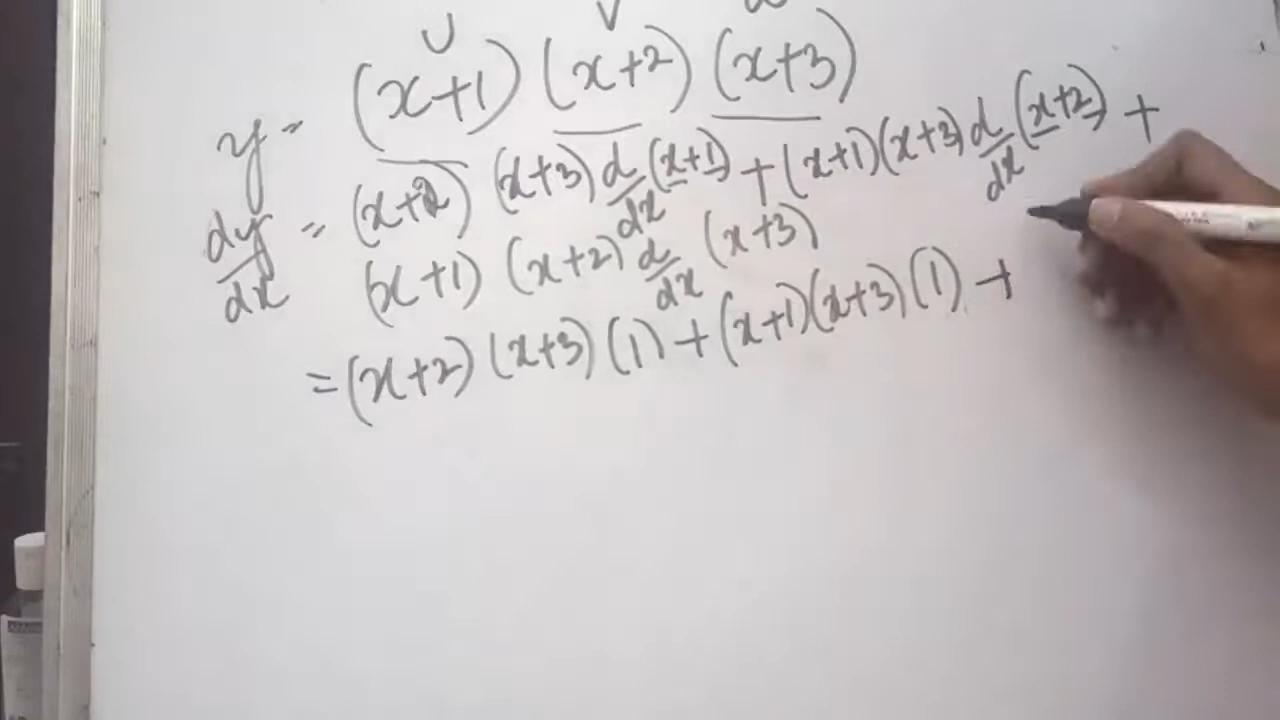 U V
y = (x+1) (x+2) (x+3)
dy/dx = (x+2) (x+3) d/dx (x+1) + (x+1)(x+3) d/dx (x+2) +
(x+1) (x+2) d/dx (x+3)
= (x+2) (x+3) (1) + (x+1)(x+3) (1) +